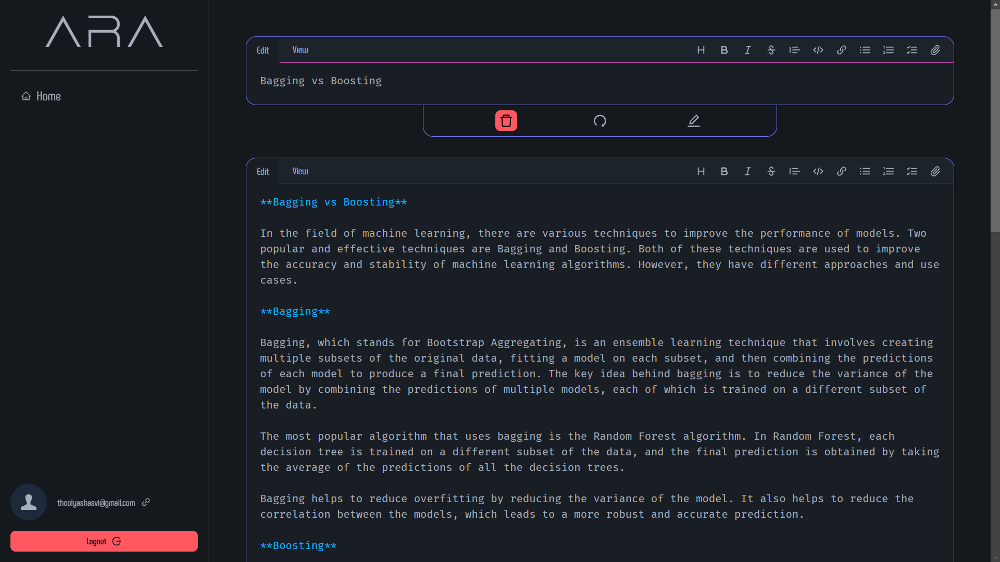 ARA
Home
Edit
View
Bagging vs Boosting
Edit
View
**Bagging vs Boosting**
In the field of machine learning, there are various techniques to improve the performance of models. Two
popular and effective techniques are Bagging and Boosting. Both of these techniques are used to improve
the accuracy and stability of machine learning algorithms. However, they have different approaches and use
cases.
**Bagging**
Bagging, which stands for Bootstrap Aggregating, is an ensemble learning technique that involves creating
multiple subsets of the original data, fitting a model on each subset, and then combining the predictions
of each model to produce a final prediction. The key idea behind bagging is to reduce the variance of the
model by combining the predictions of multiple models, each of which is trained on a different subset of
the data.
The most popular algorithm that uses bagging is the Random Forest algorithm. In Random Forest, each
decision tree is trained on a different subset of the data, and the final prediction is obtained by taking
the average of the predictions of all the decision trees.
Bagging helps to reduce overfitting by reducing the variance of the model. It also helps to reduce the
correlation between the models, which leads to a more robust and accurate prediction.
**Boosting**
thoolyashasvi@gmail.com
Logout